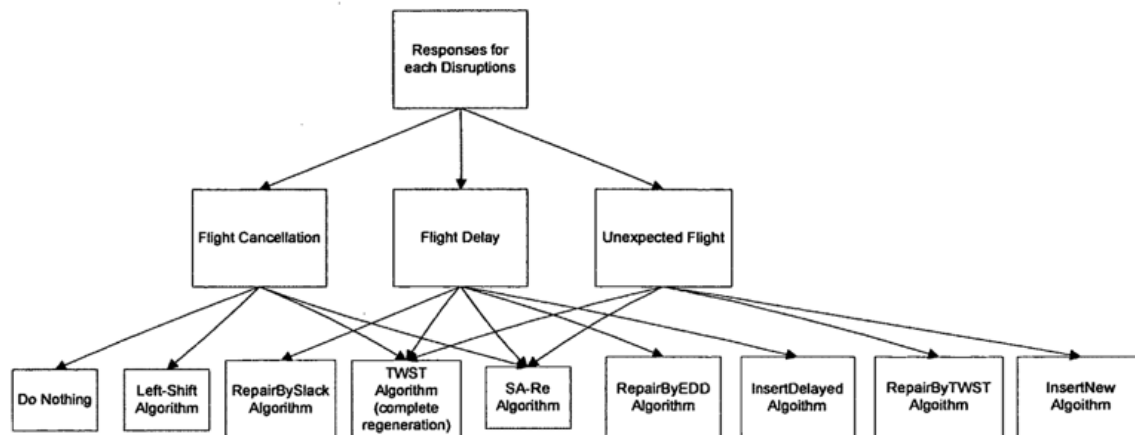 Responses for
each Disruptions
Flight Cancellation
Flight Delay
Unexpected Flight
Do Nothing
Left-Shift
Algorithm
RepairBySlack
Algorithm
TWST
Algorithm
(complete
regeneration)
SA-Re
Algorithm
RepairByEDD
Algorithm
InsertDelayed
Algoithm
RepairByTWST
Algorithm
InsertNew
Algoithm